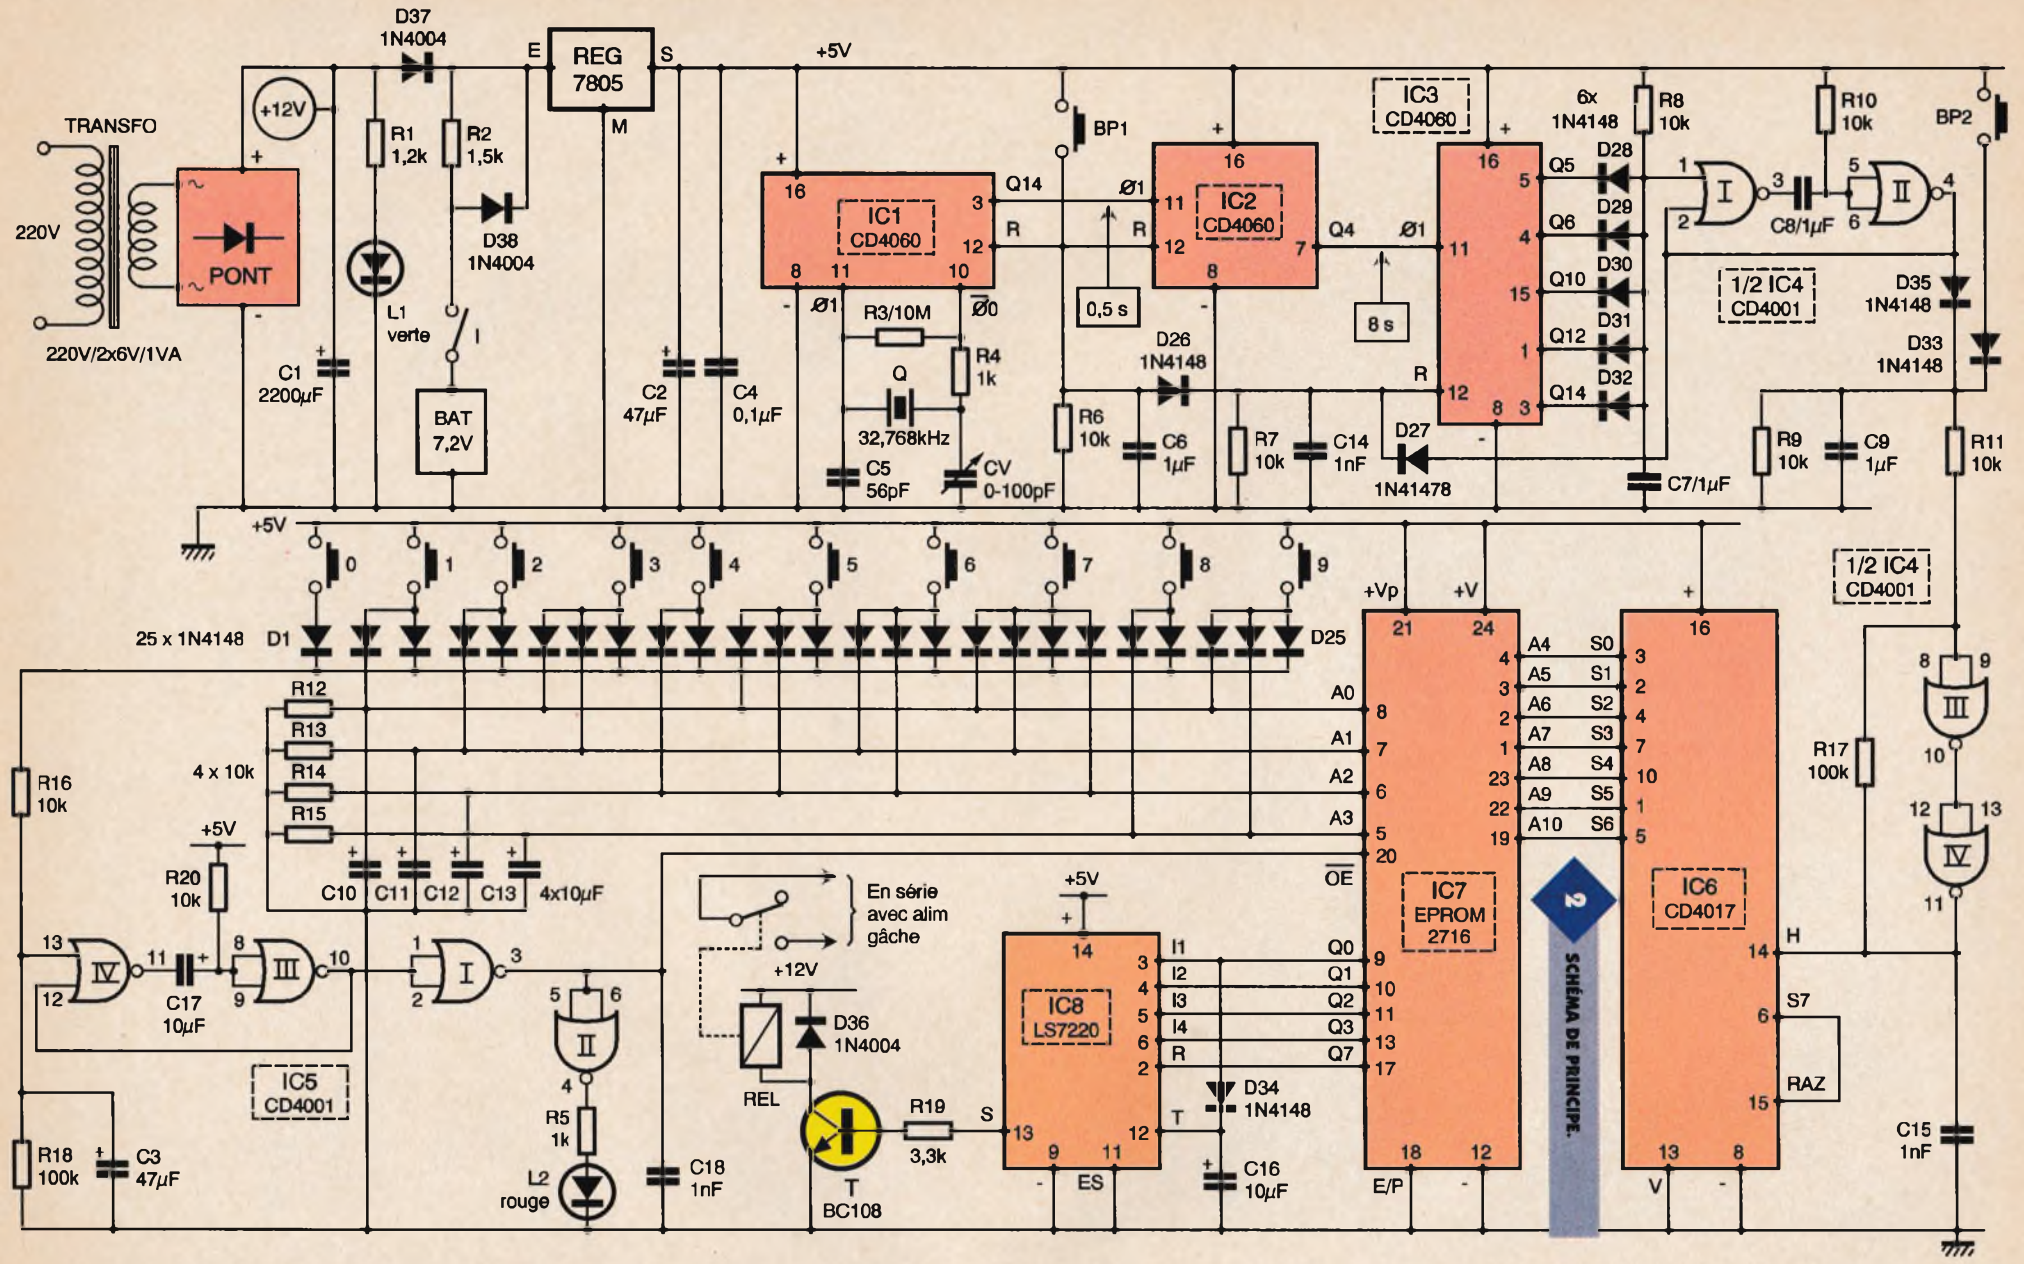 D37
1N4004
E
REG
7805
S
M
+5V
+12V
TRANSFO
220V
220V/2x6V/1VA
+
~
~
PONT
-
R1
1,2k
R2
1,5k
D38
1N4004
L1
verte
I
BAT
7,2V
+
C1
2200µF
+
C2
47µF
C4
0,1µF
+
16
IC1
CD4060
3
12
8
11
10
-
Ø1
Ø0
Q14
R
R3/10M
R4
1k
Q
32,768kHz
C5
56pF
CV
0-100pF
BP1
Ø1
R
0,5 s
+
16
11
12
IC2
CD4060
7
8
-
Q4
Ø1
8 s
D26
1N4148
R6
10k
C6
1µF
R7
10k
C14
1nF
D27
1N41478
IC3
CD4060
+
16
11
R
12
8
-
5
4
15
1
3
Q5
Q6
Q10
Q12
Q14
6x
1N4148
D28
D29
D30
D31
D32
R8
10k
C7/1µF
1
2
I
3
C8/1µF
R10
10k
5
6
II
4
1/2 IC4
CD4001
BP2
D35
1N4148
D33
1N4148
R9
10k
C9
1µF
R11
10k
+5V
0
1
2
3
4
5
6
7
8
9
25 x 1N4148
D1
D25
R12
R13
R14
R15
4 x 10k
A0
A1
A2
A3
8
7
6
5
20
OE
R16
10k
+5V
R20
10k
+
C10
+
C11
+
C12
+
C13
4x10µF
13
12
IV
11
+
C17
10µF
8
9
III
10
1
2
I
3
5
6
II
4
IC5
CD4001
R18
100k
+
C3
47µF
R5
1k
L2
rouge
C18
1nF
En série
avec alim
gâche
+12V
D36
1N4004
REL
T
BC108
R19
3,3k
S
+5V
+
14
IC8
LS7220
13
9
11
-
ES
3
4
5
6
2
12
I1
I2
I3
I4
R
T
Q0
Q1
Q2
Q3
Q7
D34
1N4148
+
C16
10µF
+Vp
+V
21
24
IC7
EPROM
2716
9
10
11
13
17
18
12
E/P
-
4
3
2
1
23
22
19
A4
A5
A6
A7
A8
A9
A10
S0
S1
S2
S3
S4
S5
S6
3
2
4
7
10
1
5
+
16
IC6
CD4017
14
H
6
S7
15
RAZ
13
8
V
-
2
SCHÉMA DE PRINCIPE.
1/2 IC4
CD4001
8
9
III
10
12
13
IV
11
R17
100k
C15
1nF